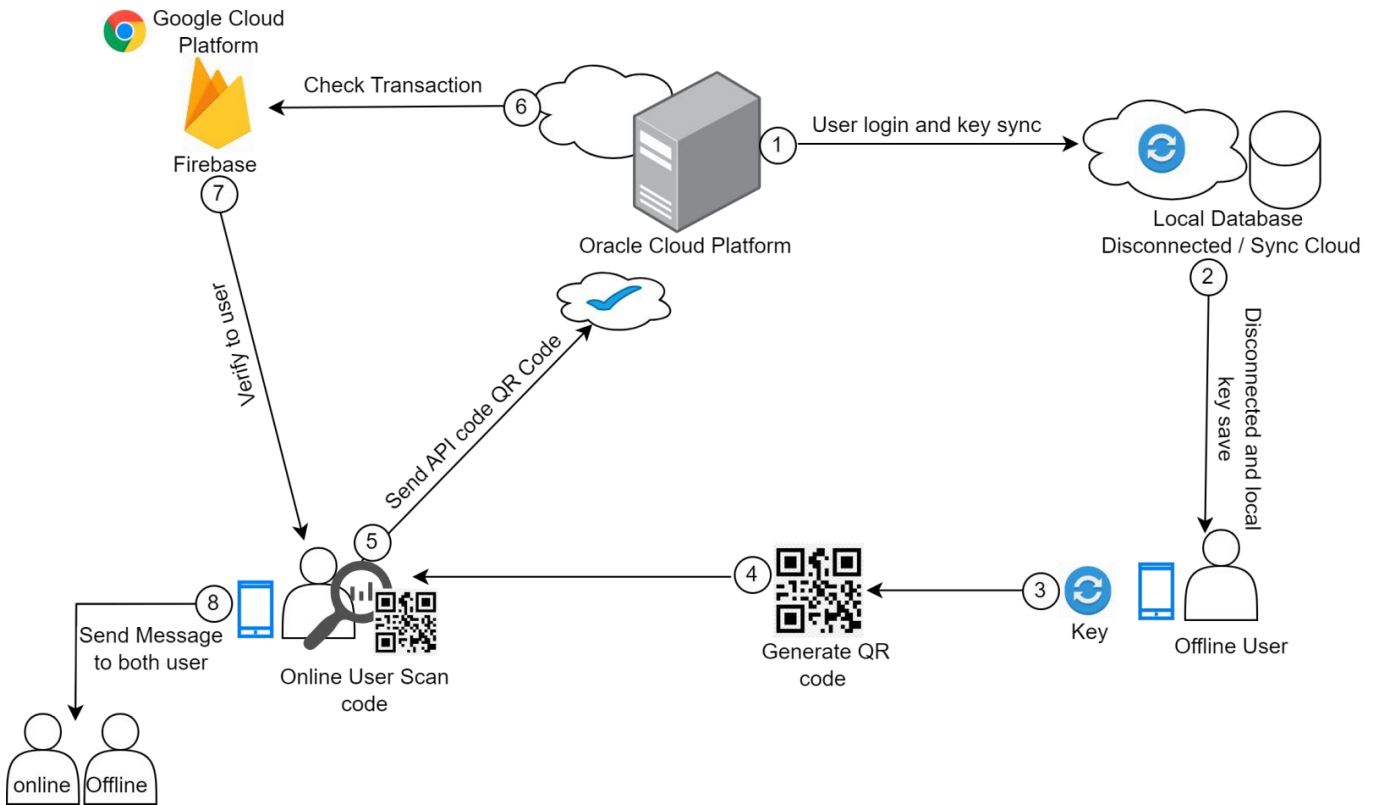 Google Cloud
Platform
Check Transaction
6
Firebase
7
1
User login and key sync
Oracle Cloud Platform
Local Database
Disconnected / Sync Cloud
2
Verify to user
Send API code QR Code
Disconnected and local
key save
5
4
3
Key
Generate QR
code
Offline User
8
Send Message
to both user
Online User Scan
code
online
Offline